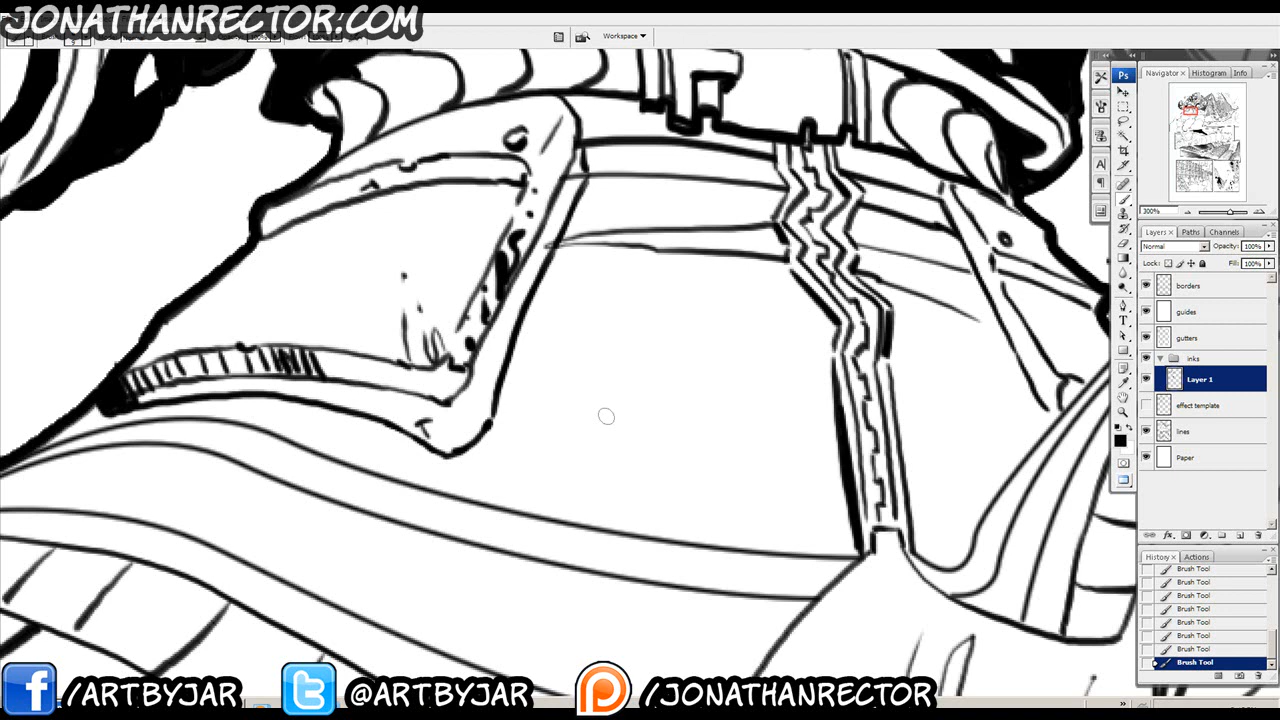 JONATHANRECTOR.COM
Workspace
Ps
Navigator × Histogram Info
300%
Layers × Paths Channels
Normal Opacity: 100%
Lock: Fill: 100%
borders
guides
gutters
inks
Layer 1
effect template
lines
Paper
History × Actions
Brush Tool
Brush Tool
Brush Tool
Brush Tool
Brush Tool
Brush Tool
Brush Tool
Brush Tool
/ARTBYJAR @ARTBYJAR /JONATHANRECTOR